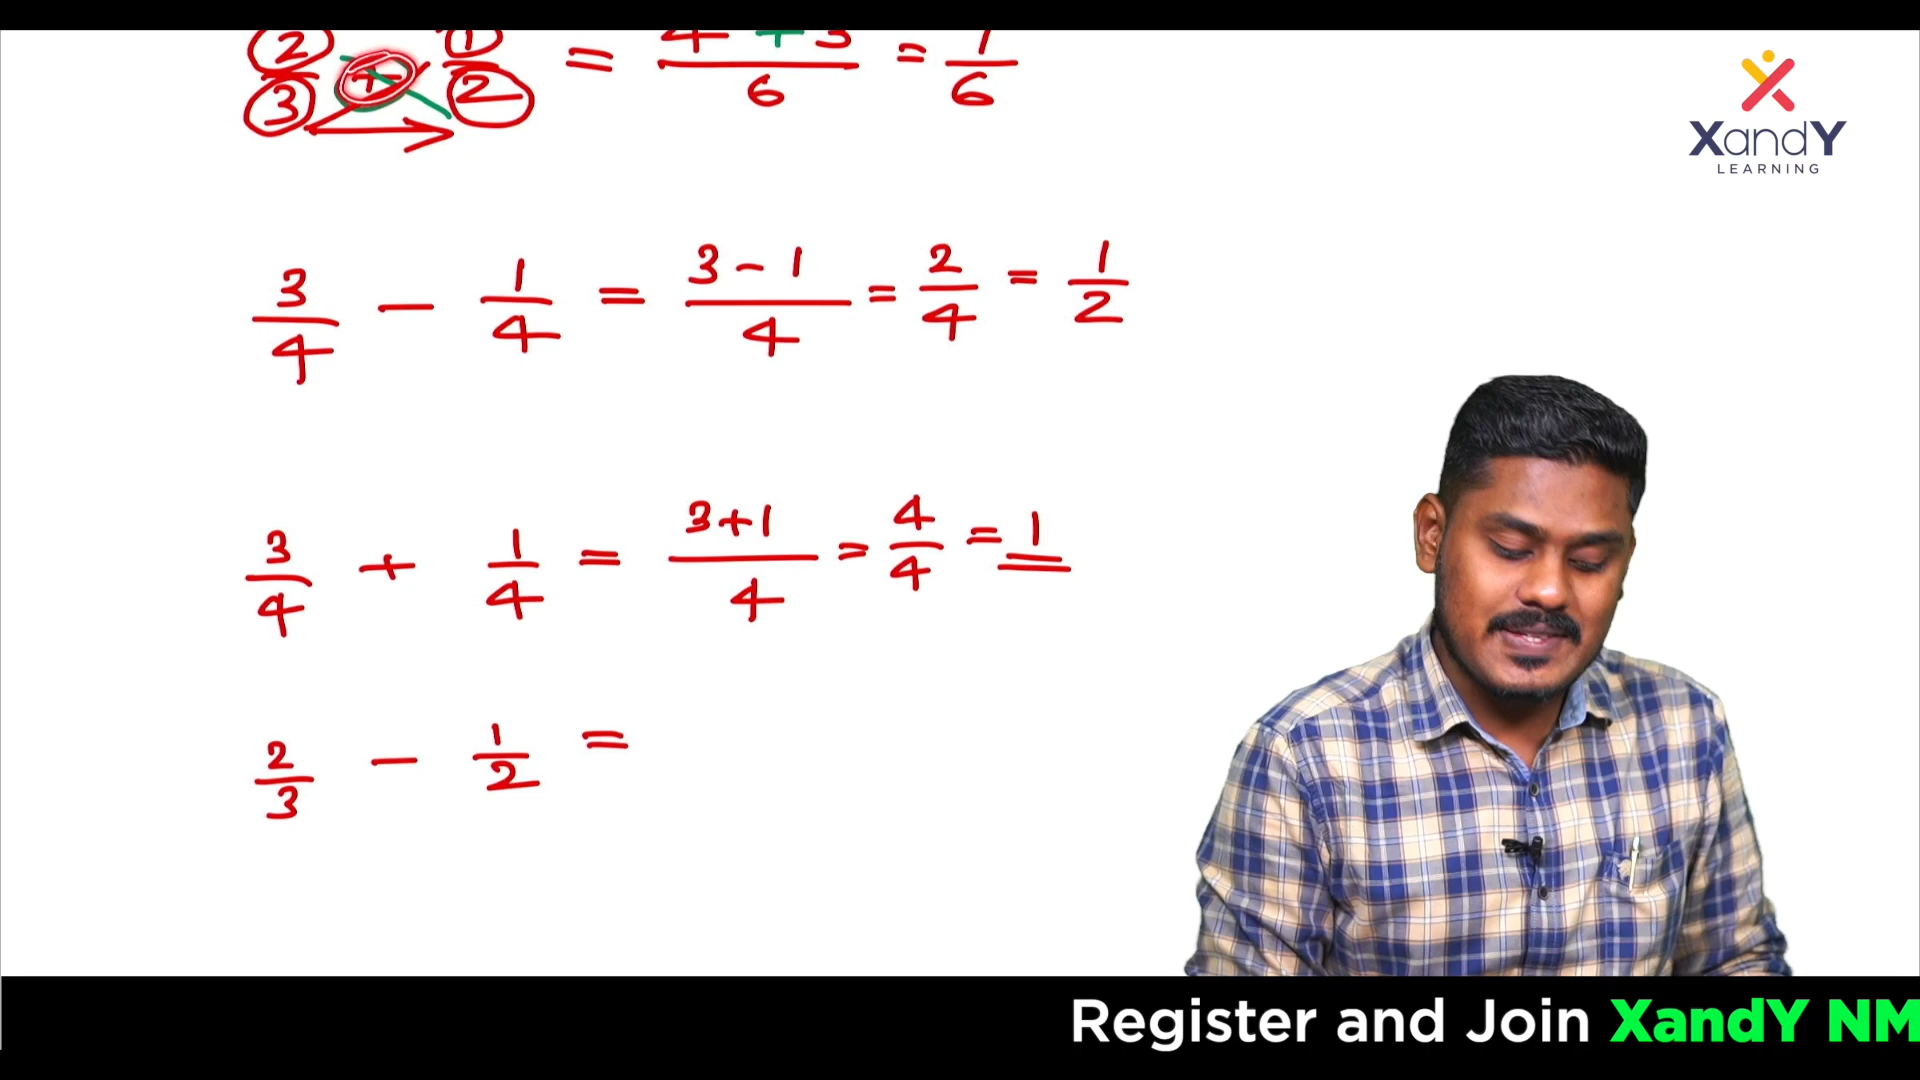 2/3 + 1/2 = 4 + 3/6 = 7/6
XandY
LEARNING
3/4 - 1/4 = 3 - 1/4 = 2/4 = 1/2
3/4 + 1/4 = 3+1/4 = 4/4 = 1
2/3 - 1/2 =
Register and Join XandY NM